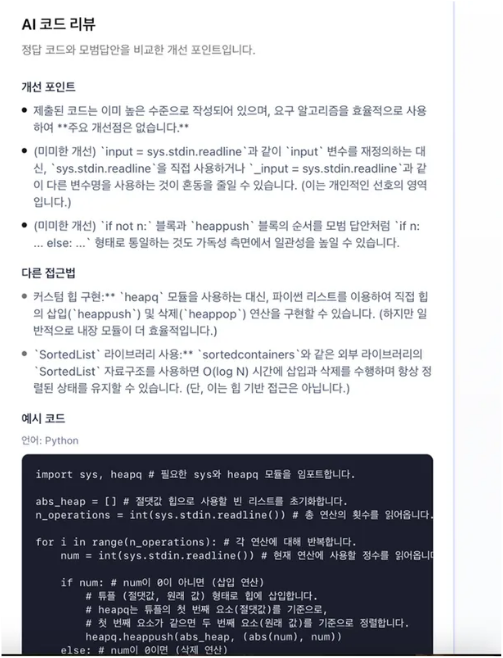 AI 코드 리뷰
정답 코드와 모범답안을 비교한 개선 포인트입니다.
개선 포인트
제출된 코드는 이미 높은 수준으로 작성되어 있으며, 요구 알고리즘을 효율적으로 사용
하여 **주요 개선점은 없습니다.**
(미미한 개선) `input = sys.stdin.readline`과 같이 `input` 변수를 재정의하는 대
신, `sys.stdin.readline`을 직접 사용하거나 `_input = sys.stdin.readline`과 같
이 다른 변수명을 사용하는 것이 혼동을 줄일 수 있습니다. (이는 개인적인 선호의 영역
입니다.)
(미미한 개선) `if not n:` 블록과 `heappush` 블록의 순서를 모범 답안처럼 `if n:
... else: ...` 형태로 통일하는 것도 가독성 측면에서 일관성을 높일 수 있습니다.
다른 접근법
커스텀 힙 구현:** `heapq` 모듈을 사용하는 대신, 파이썬 리스트를 이용하여 직접 힙
의 삽입(`heappush`) 및 삭제(`heappop`) 연산을 구현할 수 있습니다. (하지만 일
반적으로 내장 모듈이 더 효율적입니다.)
`SortedList` 라이브러리 사용:** `sortedcontainers`와 같은 외부 라이브러리의
`SortedList` 자료구조를 사용하면 O(log N) 시간에 삽입과 삭제를 수행하며 항상 정
렬된 상태를 유지할 수 있습니다. (단, 이는 힙 기반 접근은 아닙니다.)
예시 코드
언어: Python
import sys, heapq # 필요한 sys와 heapq 모듈을 임포트합니다.
abs_heap = [] # 절댓값 힙으로 사용할 빈 리스트를 초기화합니다.
n_operations = int(sys.stdin.readline()) # 총 연산의 횟수를 읽어옵니다.
for i in range(n_operations): # 각 연산에 대해 반복합니다.
num = int(sys.stdin.readline()) # 현재 연산에 사용할 정수를 읽어옵니다
if num: # num이 0이 아니면 (삽입 연산)
# 튜플 (절댓값, 원래 값) 형태로 힙에 삽입합니다.
# heapq는 튜플의 첫 번째 요소(절댓값)를 기준으로,
# 첫 번째 요소가 같으면 두 번째 요소(원래 값)를 기준으로 정렬합니다.
heapq.heappush(abs_heap, (abs(num), num))
else: # num이 0이면 (삭제 연산)